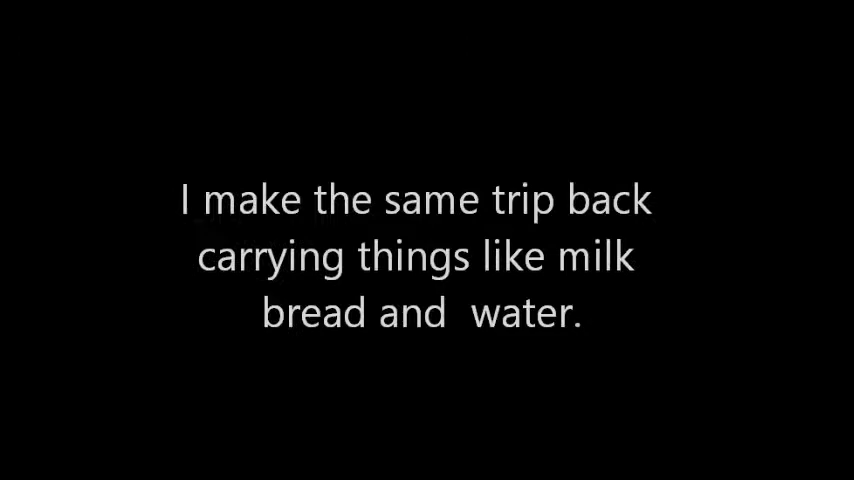 I make the same trip back
carrying things like milk
bread and  water.